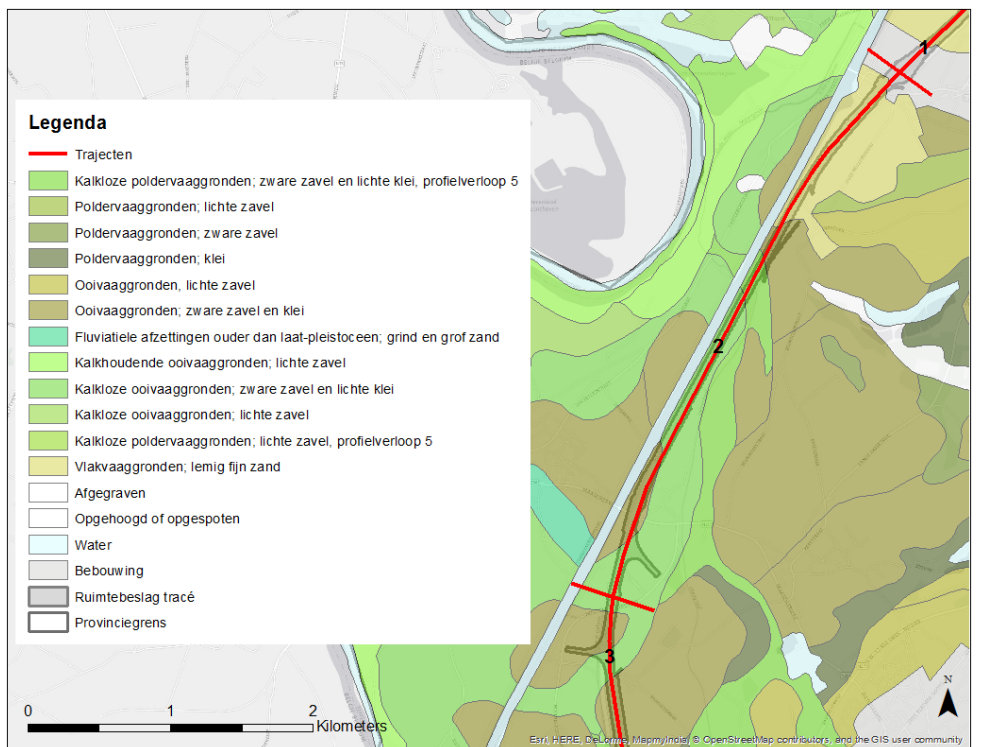 1
Legenda
Trajecten
Kalkloze poldervaaggronden; zware zavel en lichte klei, profielverloop 5
Poldervaaggronden; lichte zavel
Poldervaaggronden; zware zavel
Poldervaaggronden; klei
Ooivaaggronden, lichte zavel
Ooivaaggronden; zware zavel en klei
Fluviatiele afzettingen ouder dan laat-pleistoceen; grind en grof zand
Kalkhoudende ooivaaggronden; lichte zavel
Kalkloze ooivaaggronden; zware zavel en lichte klei
Kalkloze ooivaaggronden; lichte zavel
Kalkloze poldervaaggronden; lichte zavel, profielverloop 5
Vlakvaaggronden; lemig fijn zand
Afgegraven
Opgehoogd of opgespoten
Water
Bebouwing
Ruimtebeslag tracé
Provinciegrens
2
3
0 1 2
Kilometers
N
Esri, HERE, DeLorme, MapmyIndia, © OpenStreetMap contributors, and the GIS user community